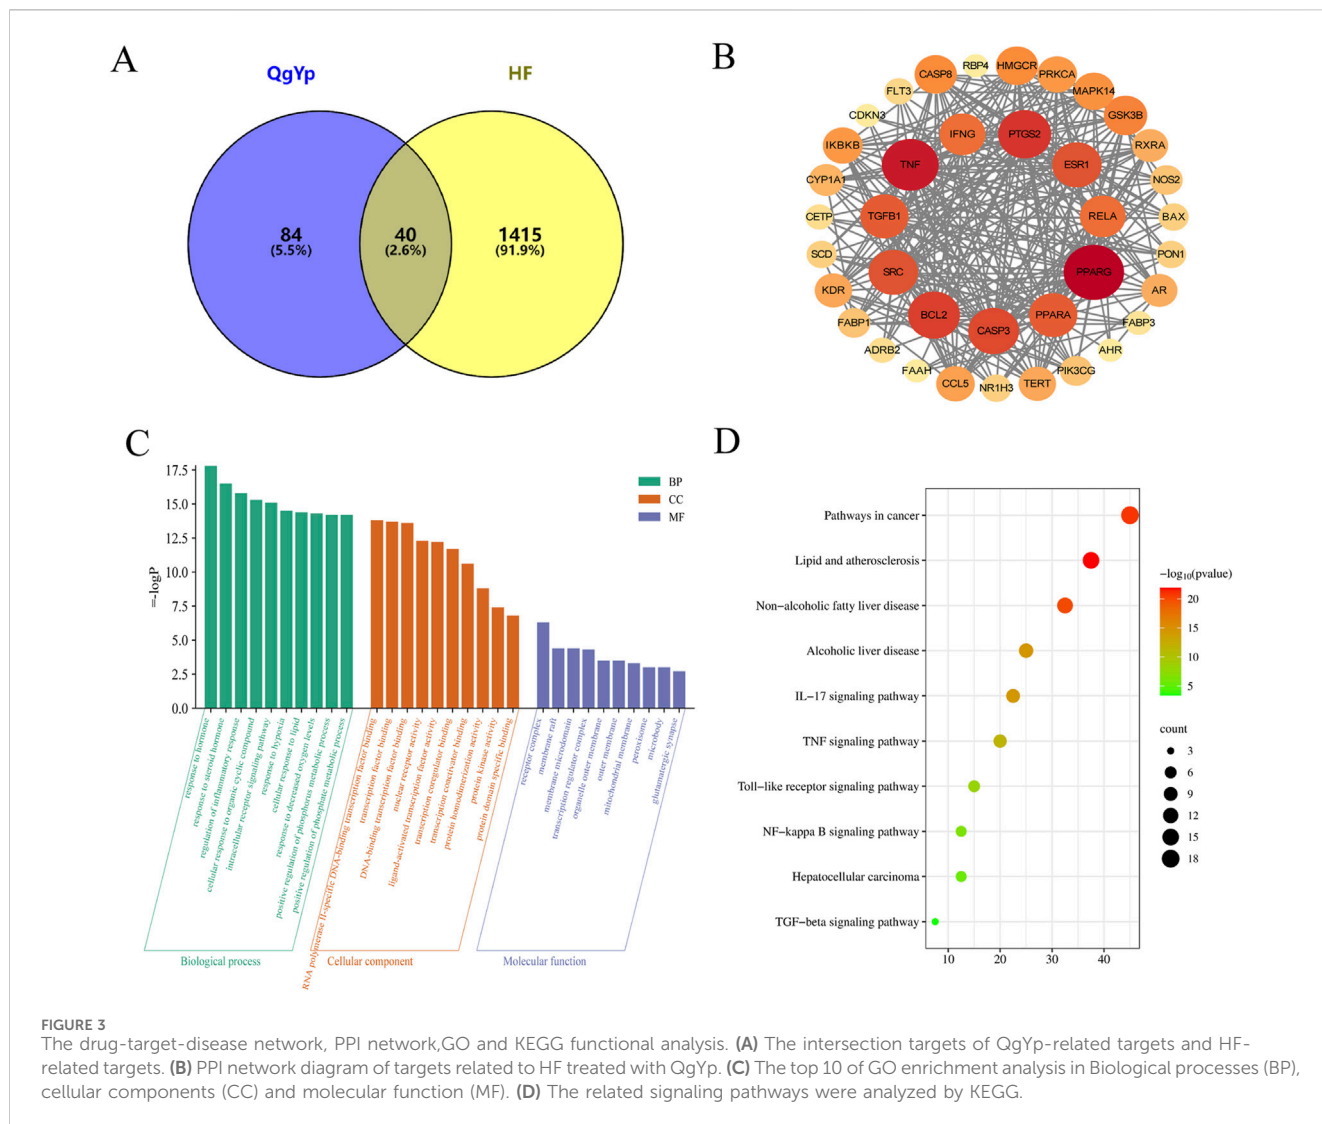 A
QgYp
HF
84
(5.5%)
40
(2.6%)
1415
(91.9%)
B
RBP4
HMGCR
CASP8
PRKCA
FLT3
MAPK14
CDKN3
GSK3B
IFNG
PTGS2
IKBKB
RXRA
TNF
ESR1
CYP1A1
NOS2
CETP
TGFB1
RELA
BAX
SCD
PON1
SRC
PPARG
KDR
AR
FABP1
BCL2
CASP3
PPARA
FABP3
ADRB2
AHR
FAAH
CCL5
NR1H3
TERT
PIK3CG
C
=-logP
17.5
15.0
12.5
10.0
7.5
5.0
2.5
0.0
BP
CC
MF
response to hormone
response to steroid hormone
regulation of inflammatory response
cellular response to organic cyclic compound
intracellular receptor signaling pathway
response to hypoxia
cellular response to lipid
response to decreased oxygen levels
positive regulation of phosphorus metabolic process
positive regulation of phosphate metabolic process
RNA polymerase II-specific DNA-binding transcription factor binding
transcription factor binding
DNA-binding transcription factor binding
nuclear receptor activity
ligand-activated transcription factor activity
transcription coregulator binding
transcription coactivator binding
protein homodimerization activity
protein kinase activity
protein domain specific binding
receptor complex
membrane raft
membrane microdomain
transcription regulator complex
organelle outer membrane
outer membrane
mitochondrial membrane
peroxisome
microbody
glutamatergic synapse
Biological process
Cellular component
Molecular function
D
Pathways in cancer
Lipid and atherosclerosis
Non-alcoholic fatty liver disease
Alcoholic liver disease
IL-17 signaling pathway
TNF signaling pathway
Toll-like receptor signaling pathway
NF-kappa B signaling pathway
Hepatocellular carcinoma
TGF-beta signaling pathway
10 20 30 40
-log10(pvalue)
20
15
10
5
count
3
6
9
12
15
18
FIGURE 3
The drug-target-disease network, PPI network,GO and KEGG functional analysis. (A) The intersection targets of QgYp-related targets and HF-
related targets. (B) PPI network diagram of targets related to HF treated with QgYp. (C) The top 10 of GO enrichment analysis in Biological processes (BP),
cellular components (CC) and molecular function (MF). (D) The related signaling pathways were analyzed by KEGG.